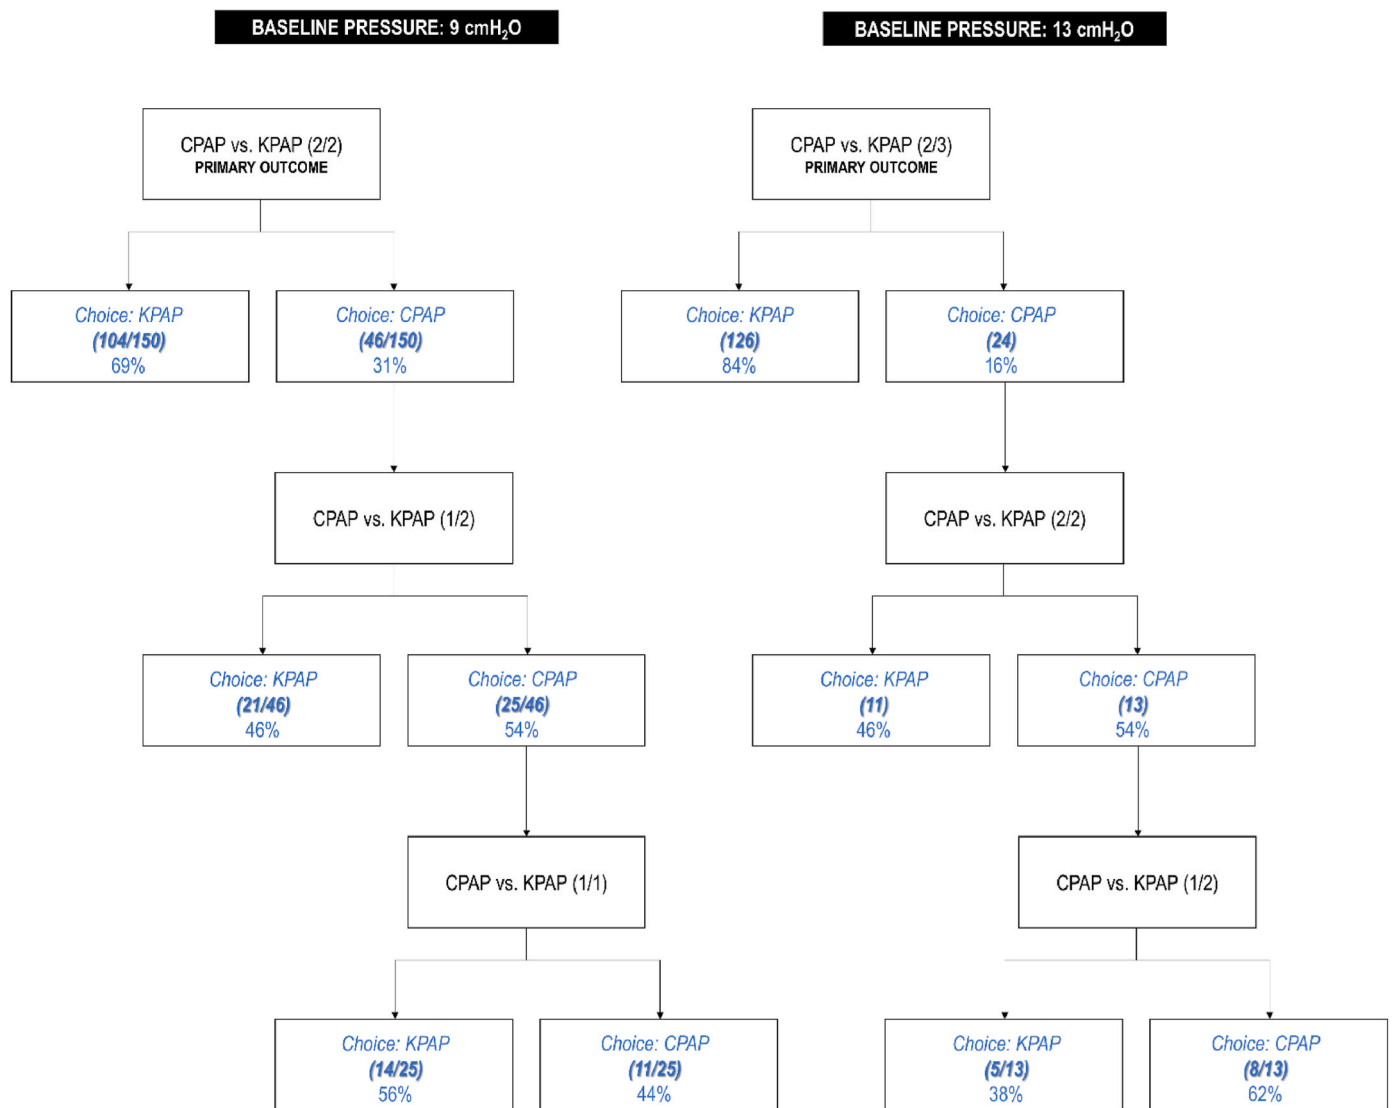 BASELINE PRESSURE: 9 cmH₂O
BASELINE PRESSURE: 13 cmH₂O
CPAP vs. KPAP (2/2)
PRIMARY OUTCOME
CPAP vs. KPAP (2/3)
PRIMARY OUTCOME
Choice: KPAP
(104/150)
69%
Choice: CPAP
(46/150)
31%
Choice: KPAP
(126)
84%
Choice: CPAP
(24)
16%
CPAP vs. KPAP (1/2)
CPAP vs. KPAP (2/2)
Choice: KPAP
(21/46)
46%
Choice: CPAP
(25/46)
54%
Choice: KPAP
(11)
46%
Choice: CPAP
(13)
54%
CPAP vs. KPAP (1/1)
CPAP vs. KPAP (1/2)
Choice: KPAP
(14/25)
56%
Choice: CPAP
(11/25)
44%
Choice: KPAP
(5/13)
38%
Choice: CPAP
(8/13)
62%